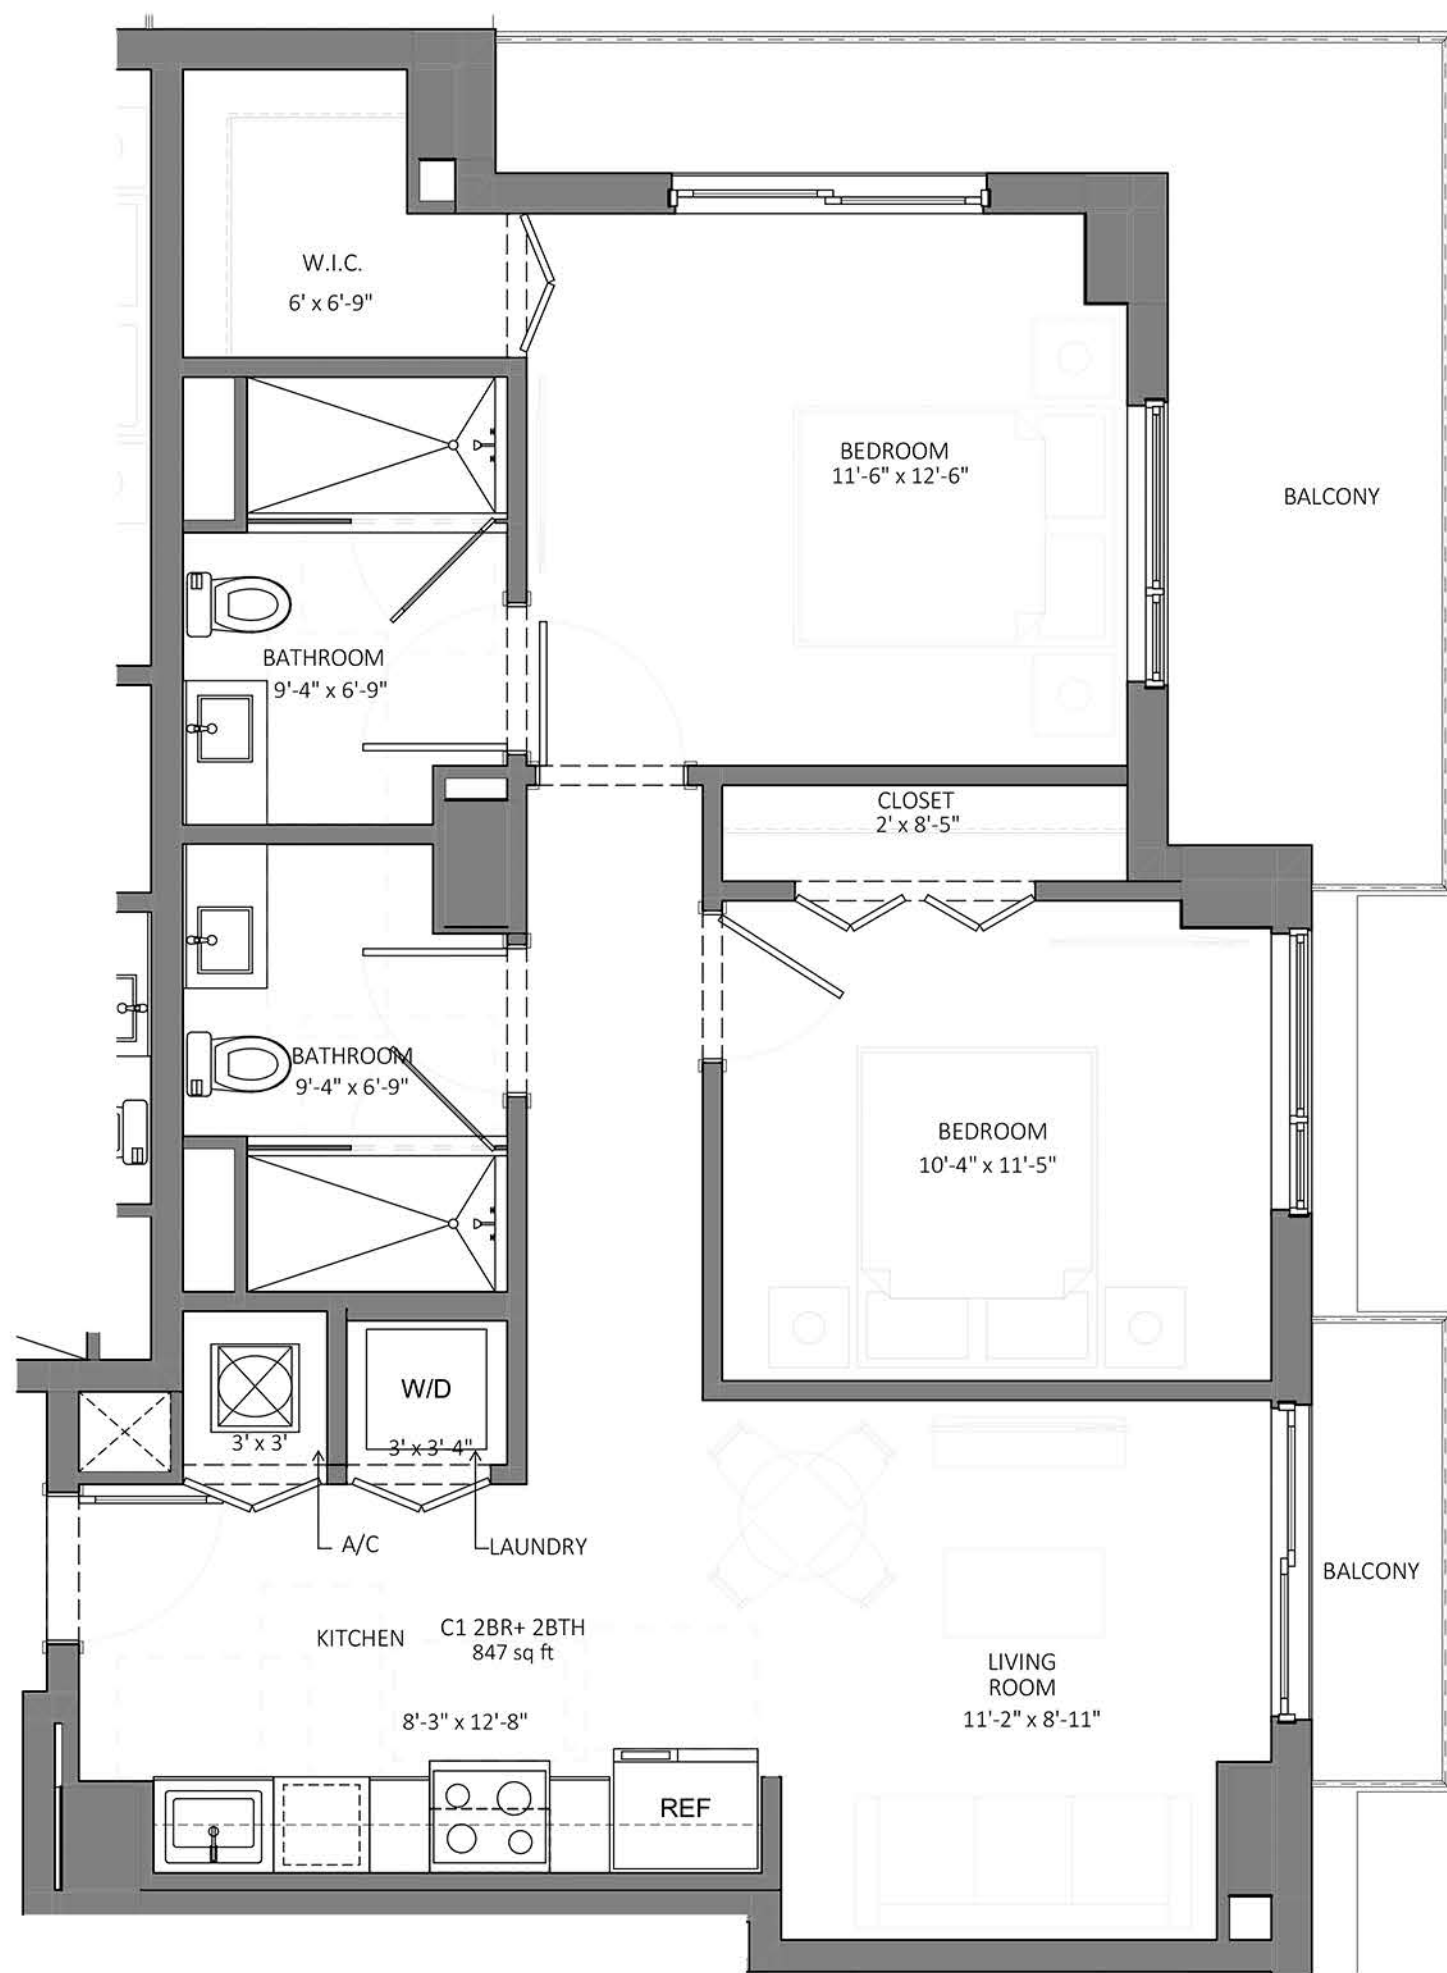 W.I.C.
6' x 6'-9"
BEDROOM
11'-6" x 12'-6"
BALCONY
BATHROOM
9'-4" x 6'-9"
CLOSET
2' x 8'-5"
BATHROOM
9'-4" x 6'-9"
BEDROOM
10'-4" x 11'-5"
W/D
3' x 3'
3' x 3'-4"
A/C
LAUNDRY
BALCONY
KITCHEN
C1 2BR+ 2BTH
847 sq ft
8'-3" x 12'-8"
LIVING
ROOM
11'-2" x 8'-11"
REF